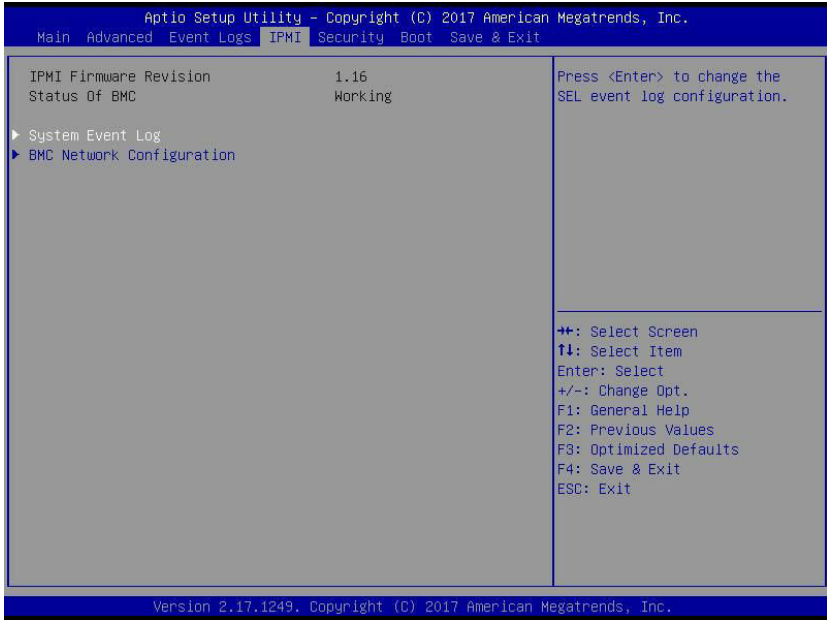 Aptio Setup Utility – Copyright (C) 2017 American Megatrends, Inc.
Main Advanced Event Logs IPMI Security Boot Save & Exit
IPMI Firmware Revision 1.16
Status Of BMC Working
System Event Log
BMC Network Configuration
Press <Enter> to change the
SEL event log configuration.
→←: Select Screen
↑↓: Select Item
Enter: Select
+/-: Change Opt.
F1: General Help
F2: Previous Values
F3: Optimized Defaults
F4: Save & Exit
ESC: Exit
Version 2.17.1249. Copyright (C) 2017 American Megatrends, Inc.